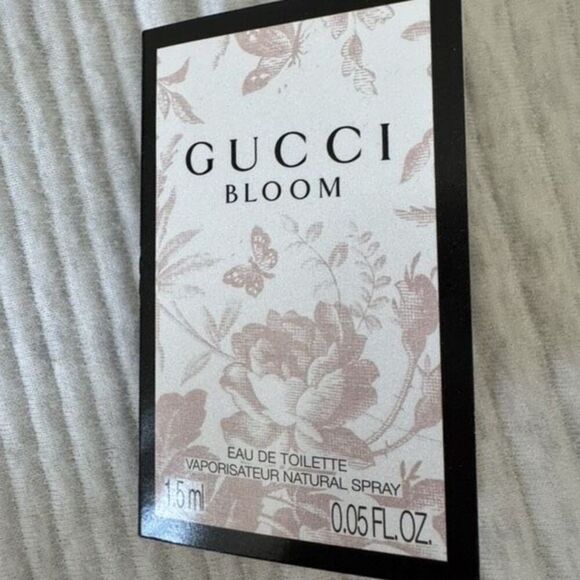 GUCCI
BLOOM
EAU DE TOILETTE
VAPORISATEUR NATURAL SPRAY
1.5 ml 0.05 FL.OZ.